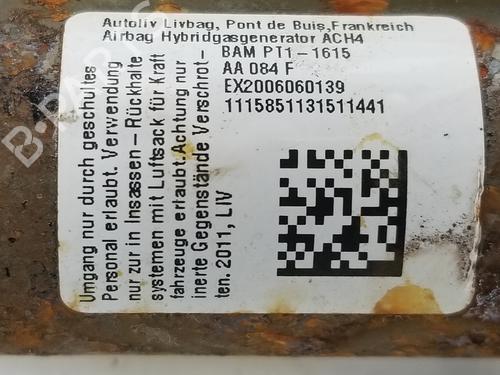 Autoliv Livbag, Pont de Buis,Frankreich
Airbag Hybridgasgenerator ACH4
BAM PT1-1615
AA 084 F
EX2006060139
1115851131511441
Umgang nur durch geschultes
Personal erlaubt. Verwendung
nur zur in Insassen-Rückhalte
systemen mit Luftsack für Kraft
fahrzeuge erlaubt.Achtung nur
inerte Gegenstände Verschrot-
ten. 2011, LIV
B-PARTS